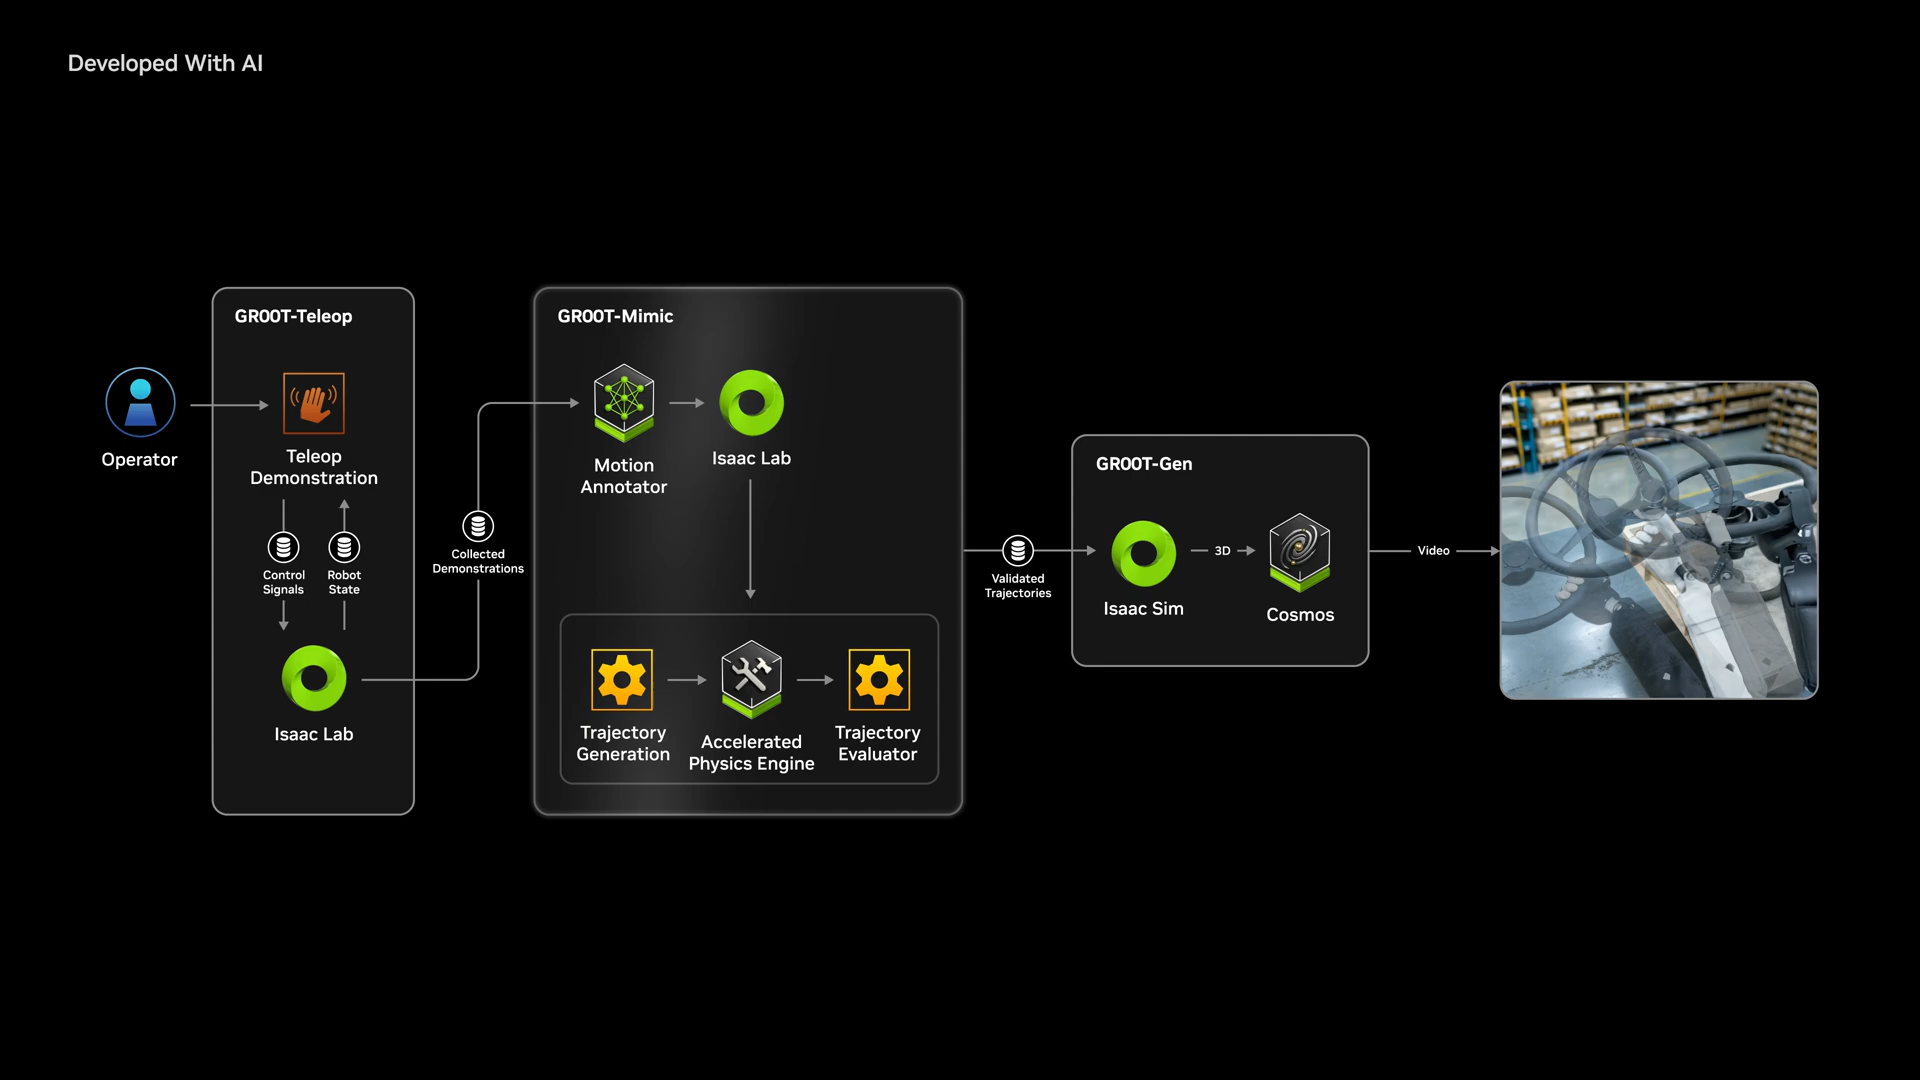 Developed With AI
Operator
GR00T-Teleop
Teleop
Demonstration
Control
Signals
Robot
State
Isaac Lab
Collected
Demonstrations
GR00T-Mimic
Motion
Annotator
Isaac Lab
Trajectory
Generation
Accelerated
Physics Engine
Trajectory
Evaluator
Validated
Trajectories
GR00T-Gen
Isaac Sim
3D
Cosmos
Video